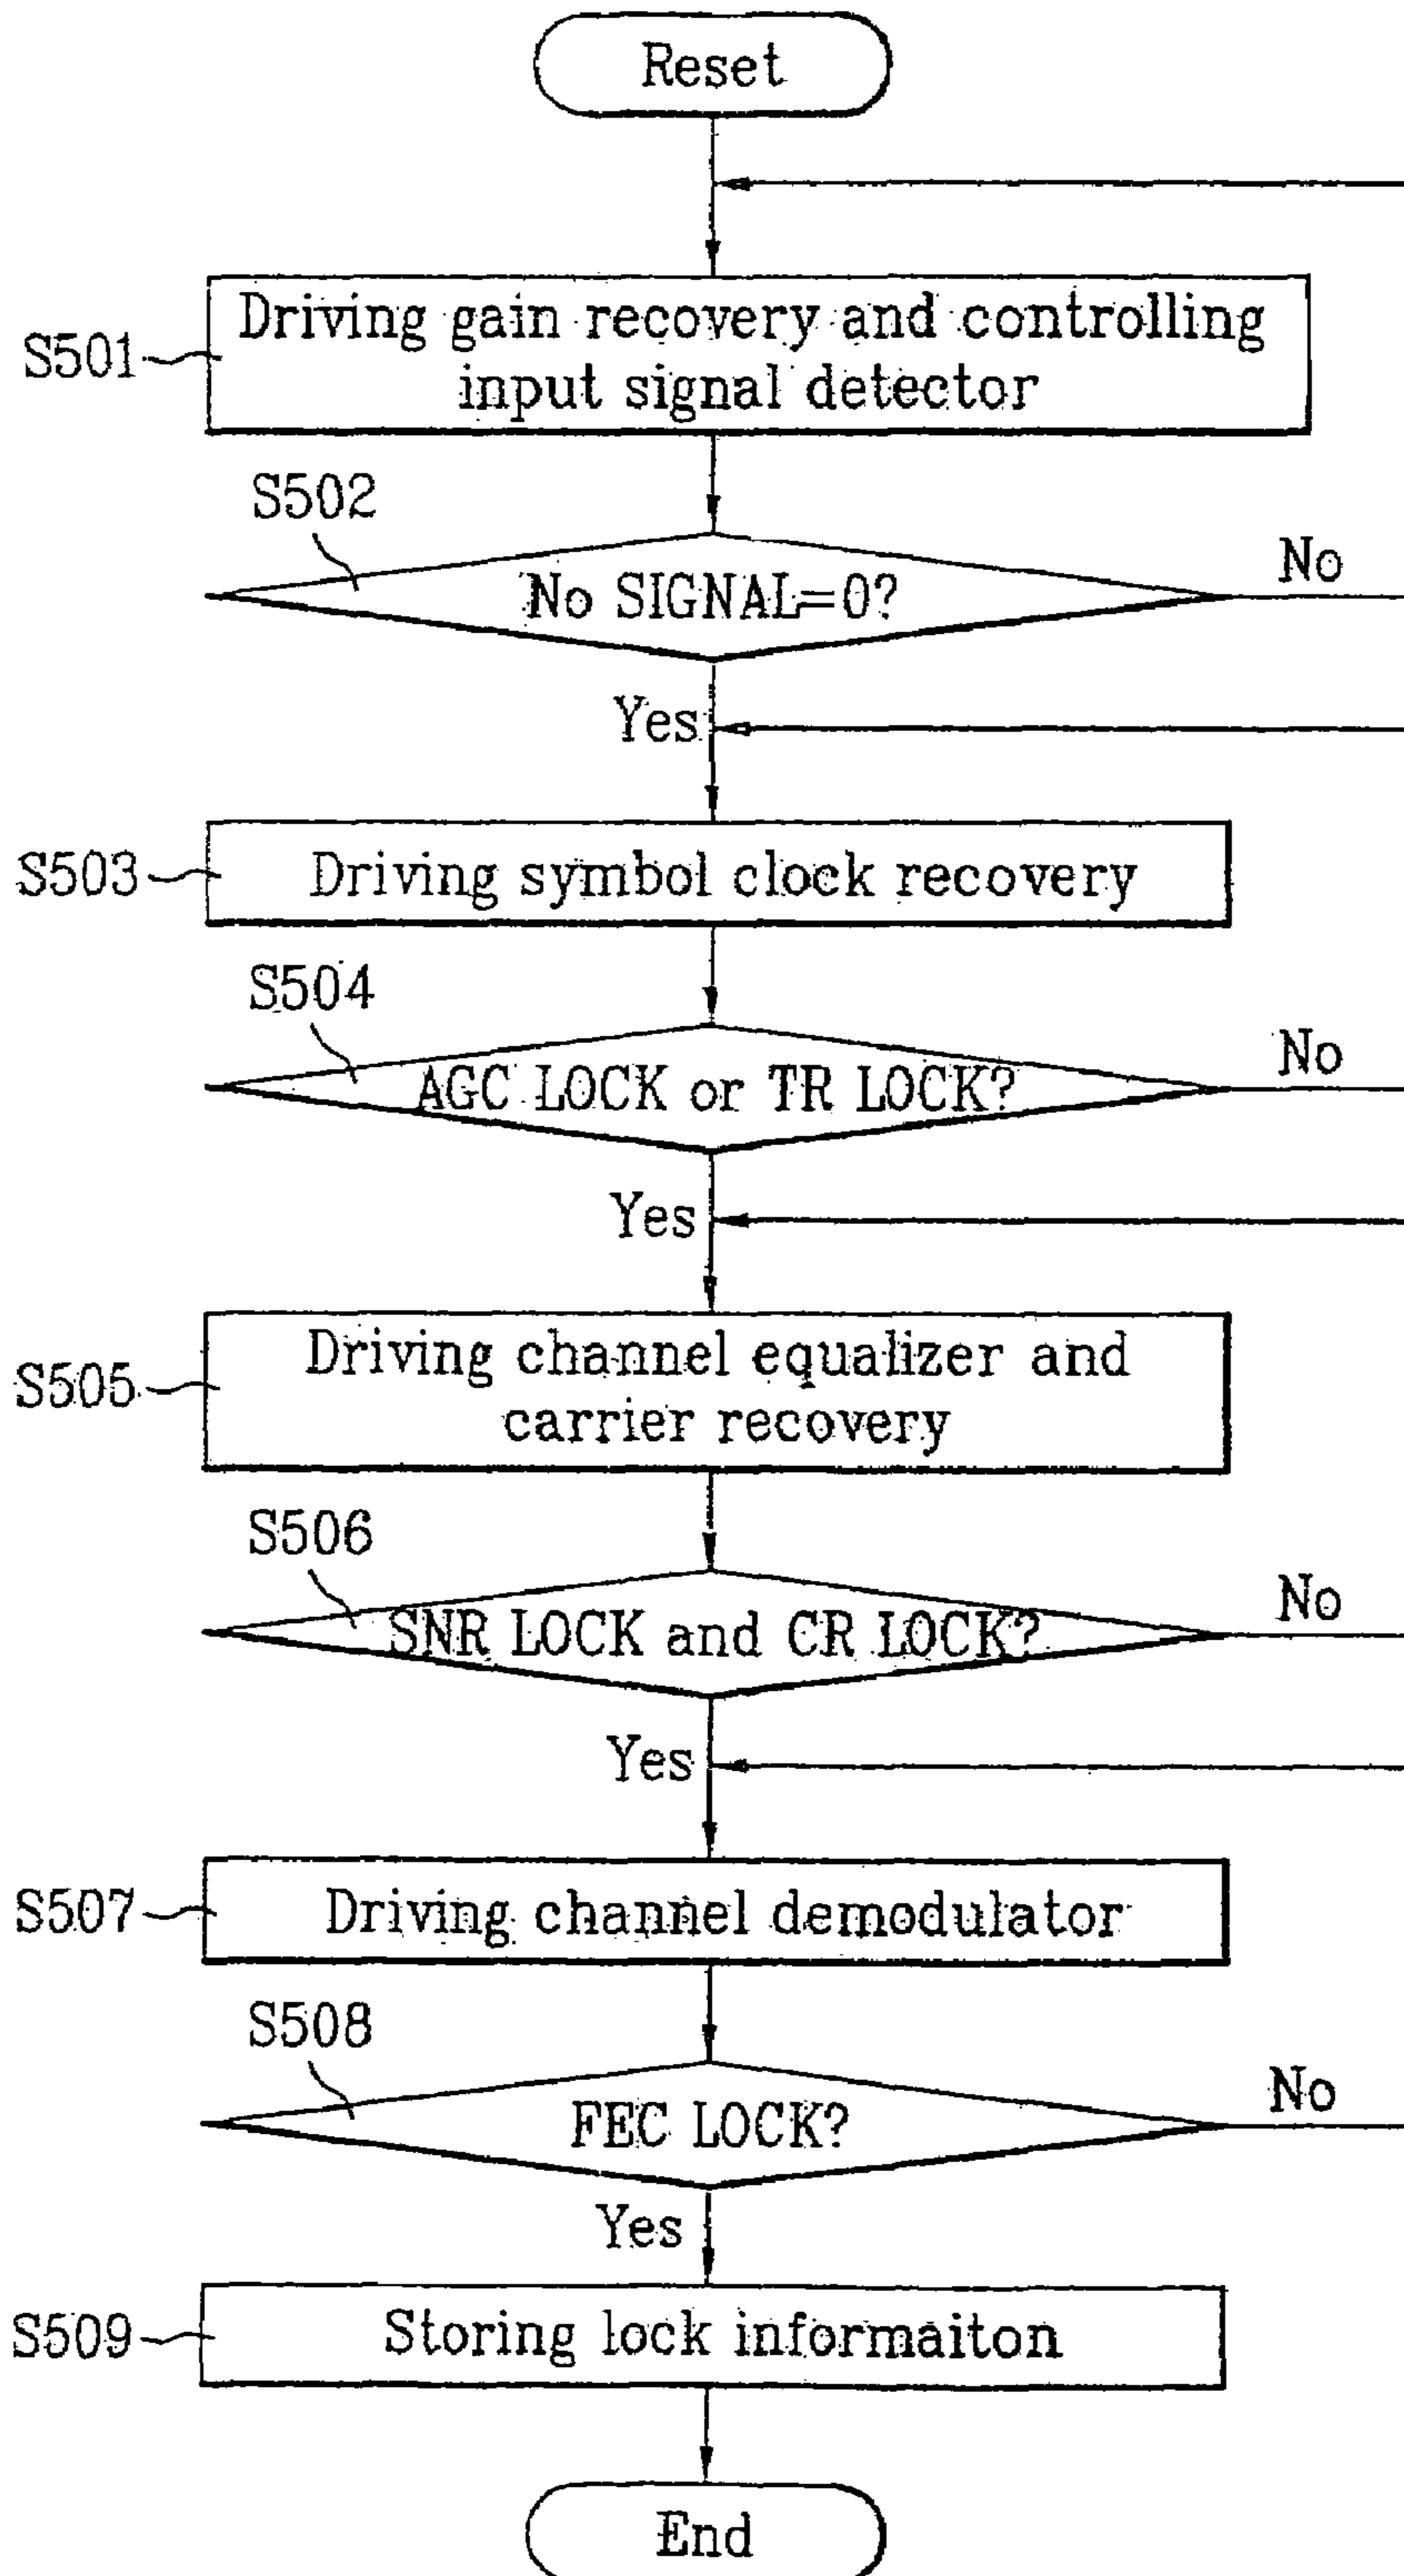 Reset
S501
Driving gain recovery and controlling
input signal detector
S502
No SIGNAL=0?
No
Yes
S503
Driving symbol clock recovery
S504
AGC LOCK or TR LOCK?
No
Yes
S505
Driving channel equalizer and
carrier recovery
S506
SNR LOCK and CR LOCK?
No
Yes
S507
Driving channel demodulator
S508
FEC LOCK?
No
Yes
S509
Storing lock informaiton
End